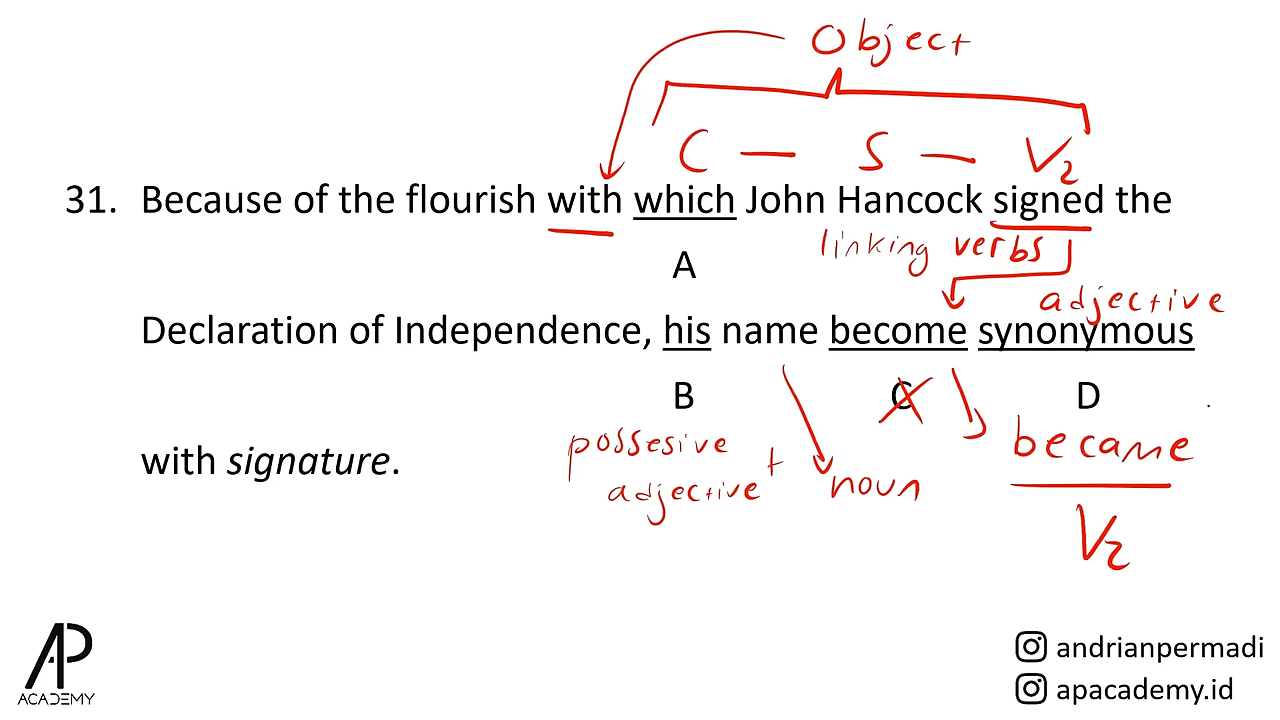 Object
C — S — V2
31. Because of the flourish with which John Hancock signed the
A
linking verbs
adjective
Declaration of Independence, his name become synonymous
B C D
possesive adjective + noun
became
V2
with signature.
AP
ACADEMY
andrianpermadi
apacademy.id